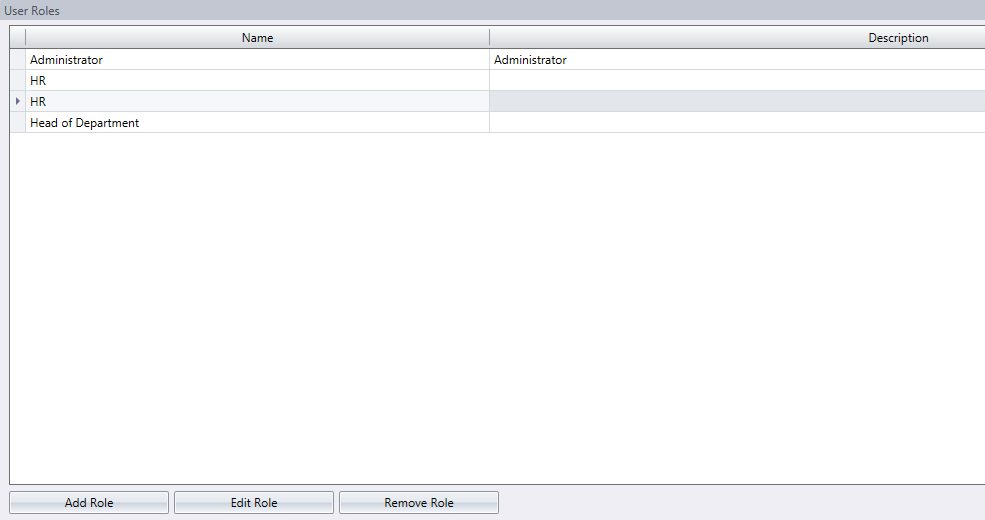 User Roles
Name Description
Administrator Administrator
HR
HR
Head of Department
Add Role Edit Role Remove Role